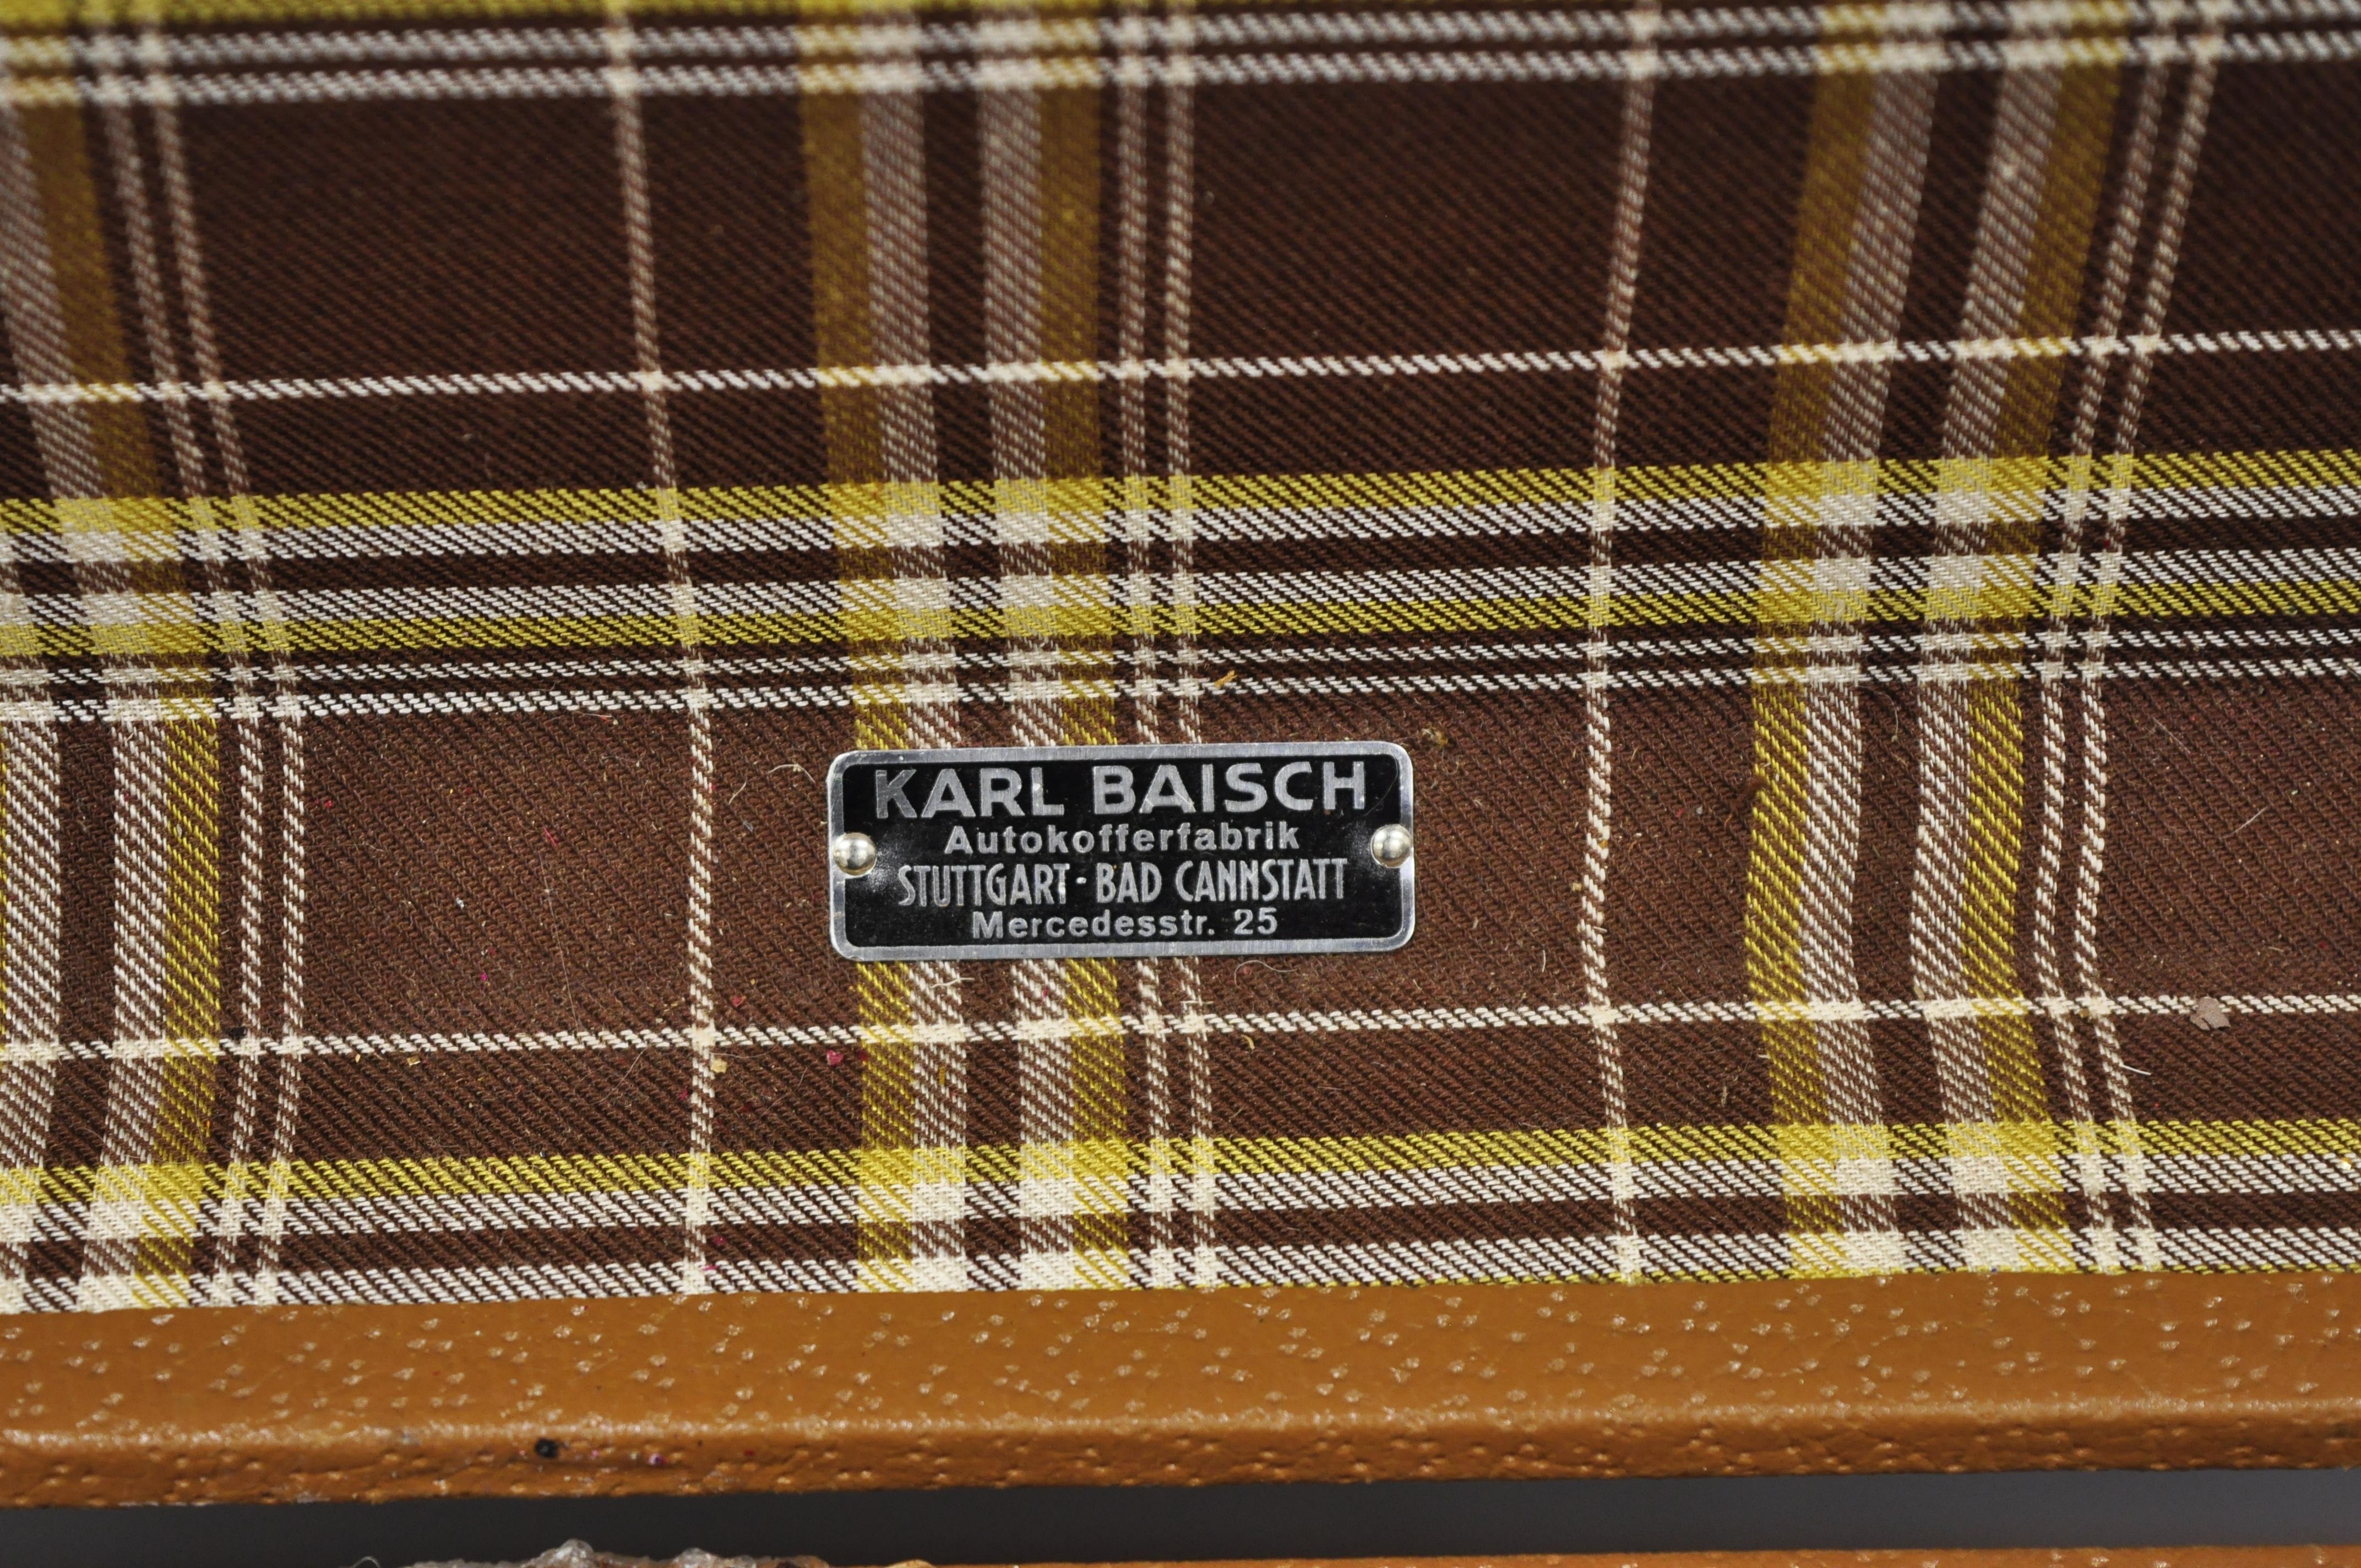 KARL BAISCH
Autokofferfabrik
STUTTGART - BAD CANNSTATT
Mercedesstr. 25